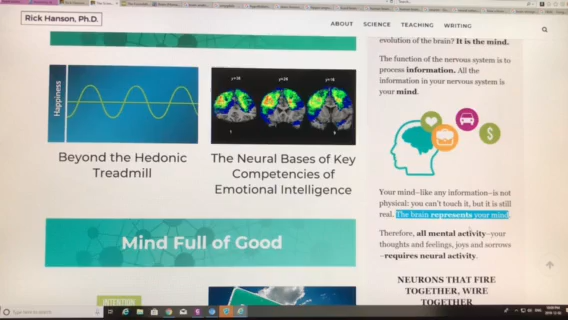 Rick Hanson, Ph.D.
ABOUT SCIENCE TEACHING WRITING
evolution of the brain? It is the mind.
The function of the nervous system is to
process information. All the
information in your nervous system is
your mind.
Happiness
Beyond the Hedonic
Treadmill
The Neural Bases of Key
Competencies of
Emotional Intelligence
$
Your mind–like any information–is not
physical: you can't touch it, but it is still
real. The brain represents your mind.
Mind Full of Good
Therefore, all mental activity–your
thoughts and feelings, joys and sorrows
–requires neural activity.
NEURONS THAT FIRE
TOGETHER, WIRE
TOGETHER
INTENTION
Type here to search